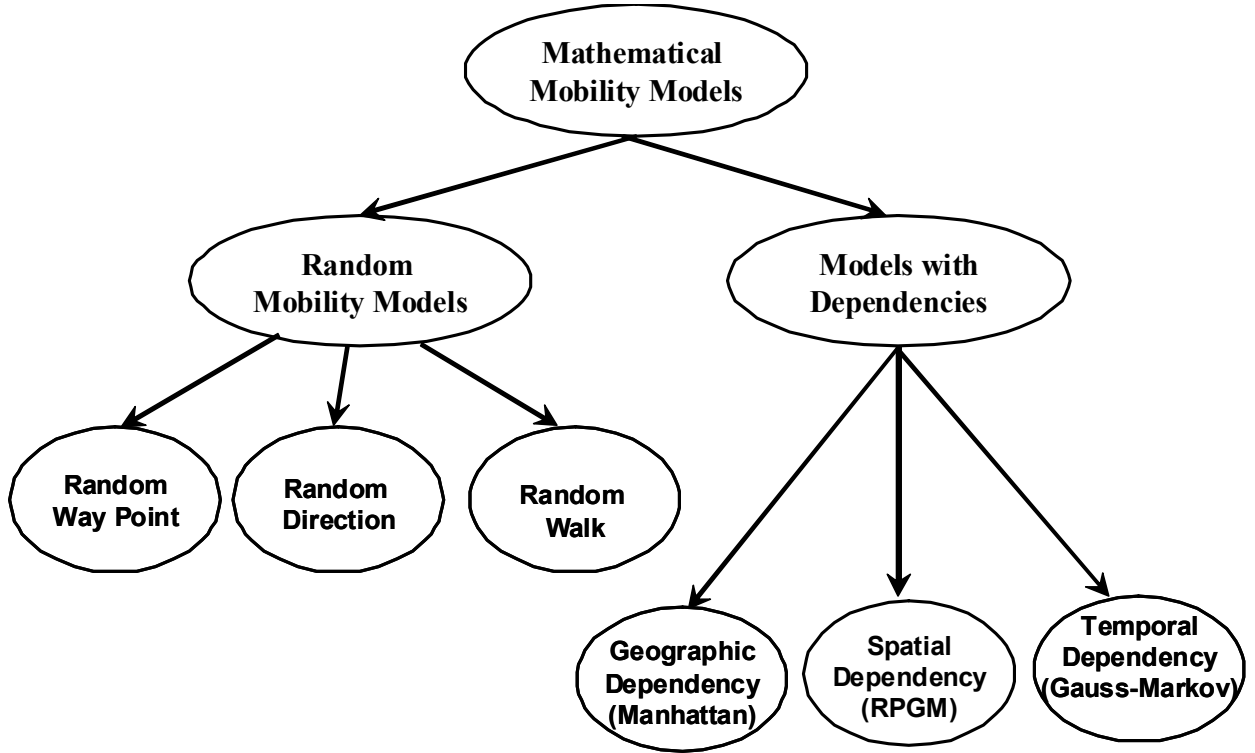 Mathematical
Mobility Models
Random
Mobility Models
Models with
Dependencies
Random
Way Point
Random
Direction
Random
Walk
Geographic
Dependency
(Manhattan)
Spatial
Dependency
(RPGM)
Temporal
Dependency
(Gauss-Markov)